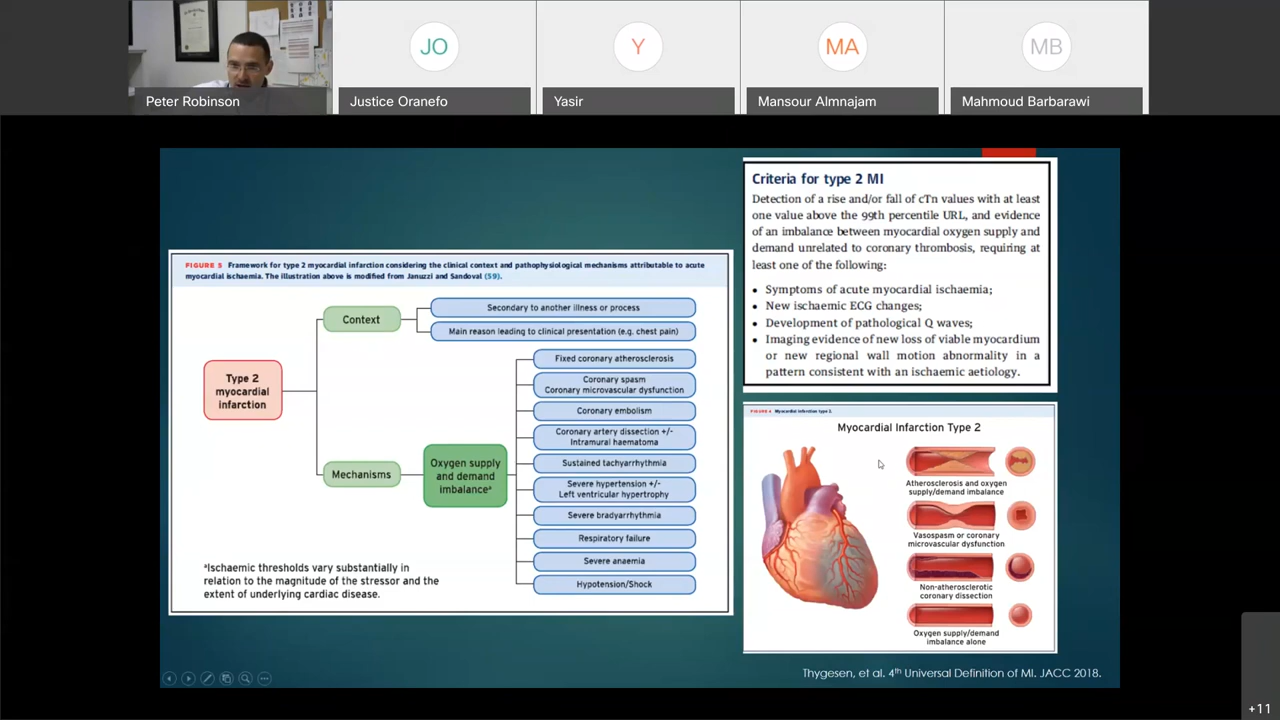 JO
Y
MA
MB
Peter Robinson
Justice Oranefo
Yasir
Mansour Almnajam
Mahmoud Barbarawi
FIGURE 5 Framework for type 2 myocardial infarction considering the clinical context and pathophysiological mechanisms attributable to acute
myocardial ischaemia. The illustration above is modified from Januzzi and Sandoval (59).
Type 2
myocardial
infarction
Context
Secondary to another illness or process
Main reason leading to clinical presentation (e.g. chest pain)
Mechanisms
Oxygen supply
and demand
imbalanceᵃ
Fixed coronary atherosclerosis
Coronary spasm
Coronary microvascular dysfunction
Coronary embolism
Coronary artery dissection +/-
Intramural haematoma
Sustained tachyarrhythmia
Severe hypertension +/-
Left ventricular hypertrophy
Severe bradyarrhythmia
Respiratory failure
Severe anaemia
Hypotension/Shock
ᵃIschaemic thresholds vary substantially in
relation to the magnitude of the stressor and the
extent of underlying cardiac disease.
Criteria for type 2 MI
Detection of a rise and/or fall of cTn values with at least
one value above the 99th percentile URL, and evidence
of an imbalance between myocardial oxygen supply and
demand unrelated to coronary thrombosis, requiring at
least one of the following:
• Symptoms of acute myocardial ischaemia;
• New ischaemic ECG changes;
• Development of pathological Q waves;
• Imaging evidence of new loss of viable myocardium
or new regional wall motion abnormality in a
pattern consistent with an ischaemic aetiology.
FIGURE 4 Myocardial infarction type 2.
Myocardial Infarction Type 2
Atherosclerosis and oxygen
supply/demand imbalance
Vasospasm or coronary
microvascular dysfunction
Non-atherosclerotic
coronary dissection
Oxygen supply/demand
imbalance alone
Thygesen, et al. 4th Universal Definition of MI. JACC 2018.
+11